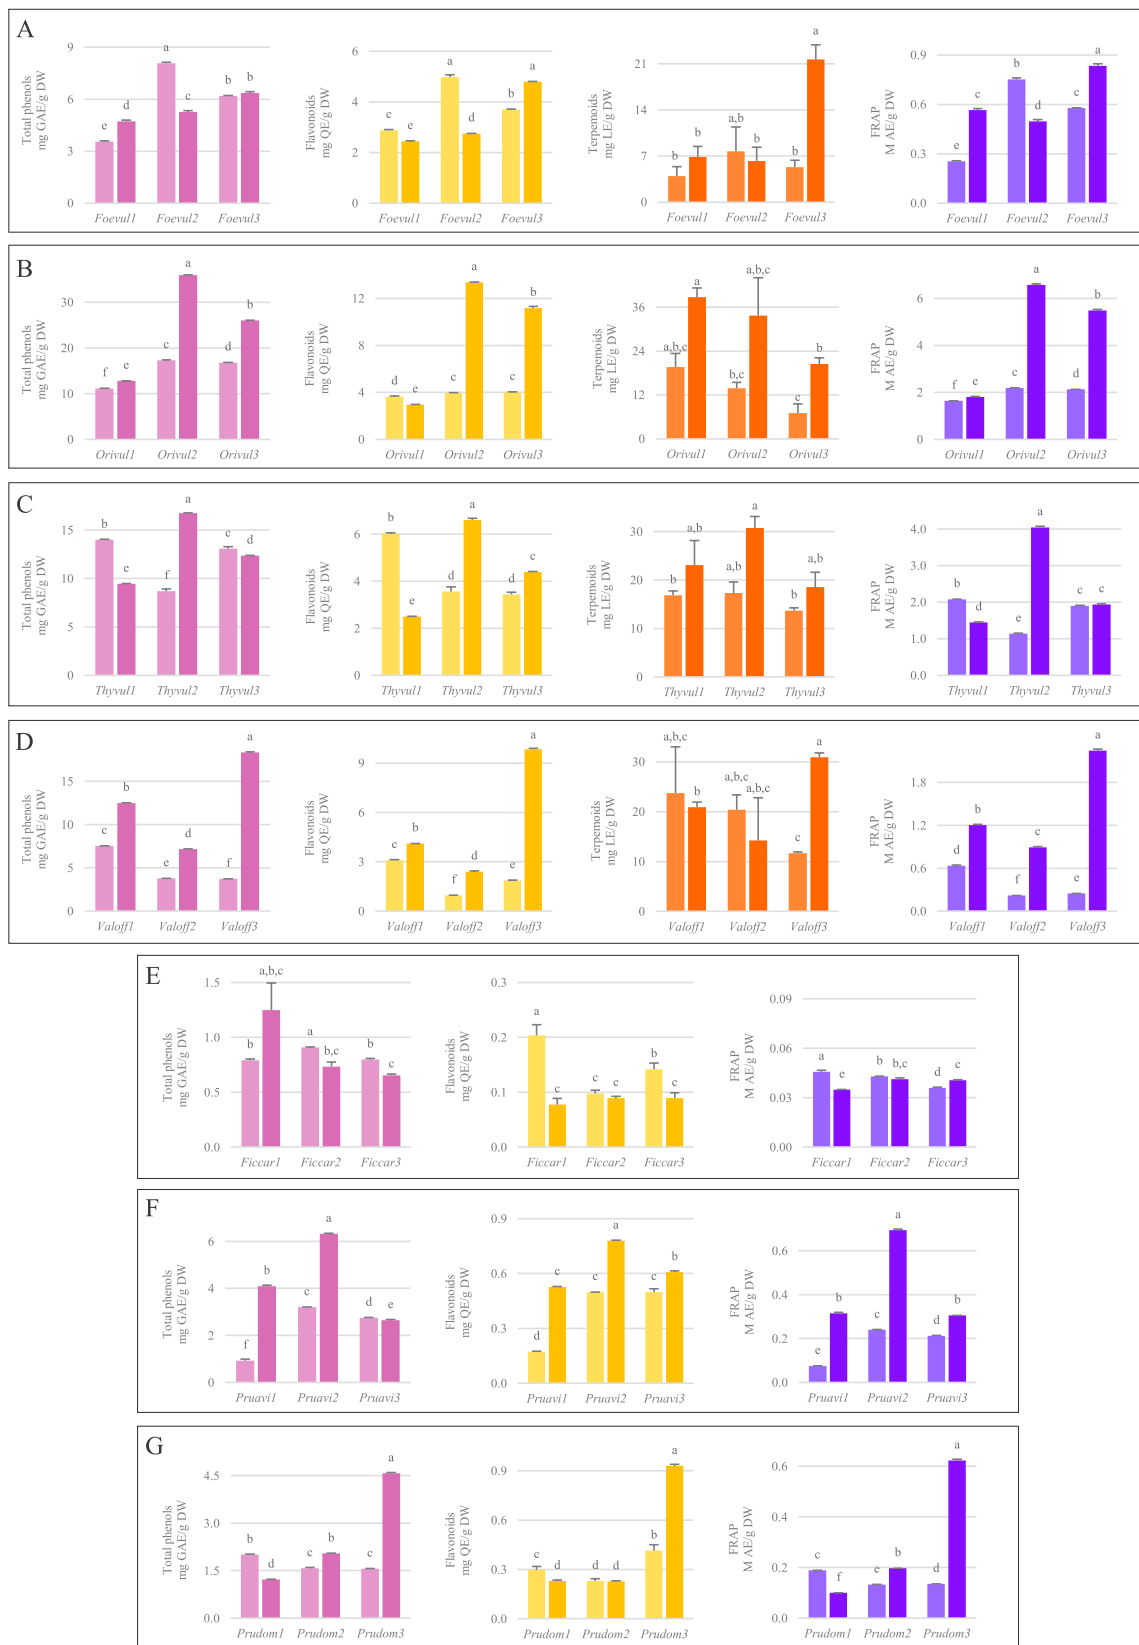 A
Total phenols
mg GAE/g DW
9
6
3
0
e
d
a
c
b
b
Foevul1
Foevul2
Foevul3
Flavonoids
mg QE/g DW
6
4
2
0
c
e
a
d
b
a
Foevul1
Foevul2
Foevul3
Terpemoids
mg LE/g DW
21
14
7
0
b
b
a,b
b
b
a
Foevul1
Foevul2
Foevul3
FRAP
M AE/g DW
0.9
0.6
0.3
0.0
e
c
b
d
c
a
Foevul1
Foevul2
Foevul3
B
Total phenols
mg GAE/g DW
30
20
10
0
f
e
c
a
d
b
Orivul1
Orivul2
Orivul3
Flavonoids
mg QE/g DW
12
8
4
0
d
e
c
a
c
b
Orivul1
Orivul2
Orivul3
Terpemoids
mg LE/g DW
36
24
12
0
a,b,c
a
b,c
a,b,c
c
b
Orivul1
Orivul2
Orivul3
FRAP
M AE/g DW
6
4
2
0
f
e
c
a
d
b
Orivul1
Orivul2
Orivul3
C
Total phenols
mg GAE/g DW
15
10
5
0
b
e
f
a
c
d
Thyvul1
Thyvul2
Thyvul3
Flavonoids
mg QE/g DW
6
4
2
0
b
e
d
a
d
c
Thyvul1
Thyvul2
Thyvul3
Terpemoids
mg LE/g DW
30
20
10
0
b
a,b
a,b
a
b
a,b
Thyvul1
Thyvul2
Thyvul3
FRAP
M AE/g DW
4.0
3.0
2.0
1.0
0.0
b
d
e
a
c
c
Thyvul1
Thyvul2
Thyvul3
D
Total phenols
mg GAE/g DW
15
10
5
0
c
b
e
d
f
a
Valoff1
Valoff2
Valoff3
Flavonoids
mg QE/g DW
9
6
3
0
c
b
f
d
e
a
Valoff1
Valoff2
Valoff3
Terpemoids
mg LE/g DW
30
20
10
0
a,b,c
b
a,b,c
a,b,c
c
a
Valoff1
Valoff2
Valoff3
FRAP
M AE/g DW
1.8
1.2
0.6
0.0
d
b
f
c
e
a
Valoff1
Valoff2
Valoff3
E
Total phenols
mg GAE/g DW
1.5
1.0
0.5
0.0
b
a,b,c
a
b,c
b
c
Ficcar1
Ficcar2
Ficcar3
Flavonoids
mg QE/g DW
0.3
0.2
0.1
0.0
a
c
c
c
b
c
Ficcar1
Ficcar2
Ficcar3
FRAP
M AE/g DW
0.09
0.06
0.03
0.00
a
e
b
b,c
d
c
Ficcar1
Ficcar2
Ficcar3
F
Total phenols
mg GAE/g DW
6
4
2
0
f
b
c
a
d
e
Pruavi1
Pruavi2
Pruavi3
Flavonoids
mg QE/g DW
0.9
0.6
0.3
0.0
d
c
c
a
c
b
Pruavi1
Pruavi2
Pruavi3
FRAP
M AE/g DW
0.6
0.4
0.2
0.0
e
b
c
a
d
b
Pruavi1
Pruavi2
Pruavi3
G
Total phenols
mg GAE/g DW
4.5
3.0
1.5
0.0
b
d
c
b
c
a
Prudom1
Prudom2
Prudom3
Flavonoids
mg QE/g DW
0.9
0.6
0.3
0.0
c
d
d
d
b
a
Prudom1
Prudom2
Prudom3
FRAP
M AE/g DW
0.6
0.4
0.2
0.0
c
f
e
b
d
a
Prudom1
Prudom2
Prudom3